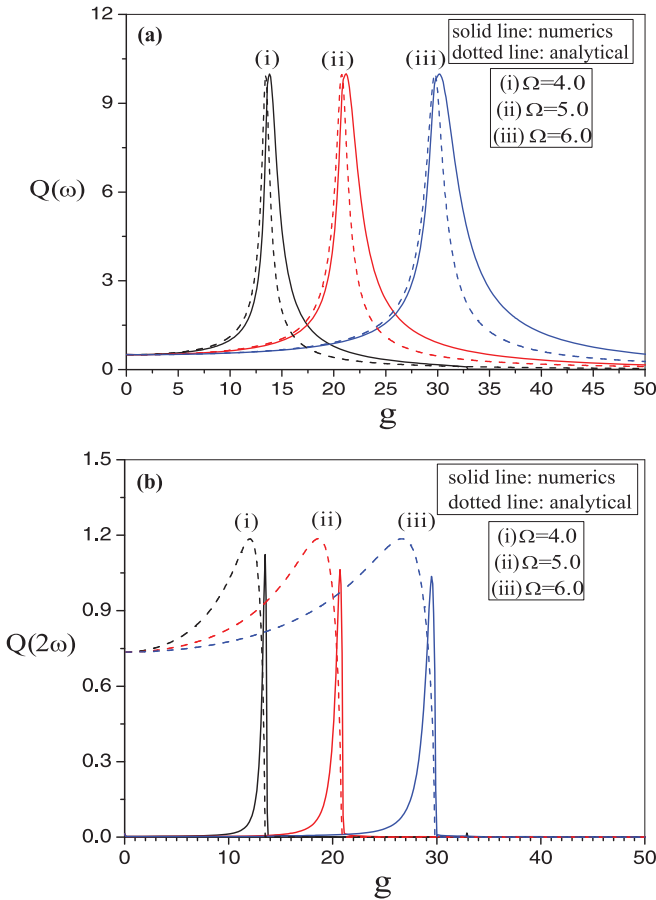 (a)
(i)
(ii)
(iii)
solid line: numerics
dotted line: analytical
(i) Ω=4.0
(ii) Ω=5.0
(iii) Ω=6.0
12
9
6
3
0
Q(ω)
0 5 10 15 20 25 30 35 40 45 50
g
(b)
(i)
(ii)
(iii)
solid line: numerics
dotted line: analytical
(i) Ω=4.0
(ii) Ω=5.0
(iii) Ω=6.0
1.5
1.2
0.9
0.6
0.3
0.0
Q(2ω)
0 10 20 30 40 50
g